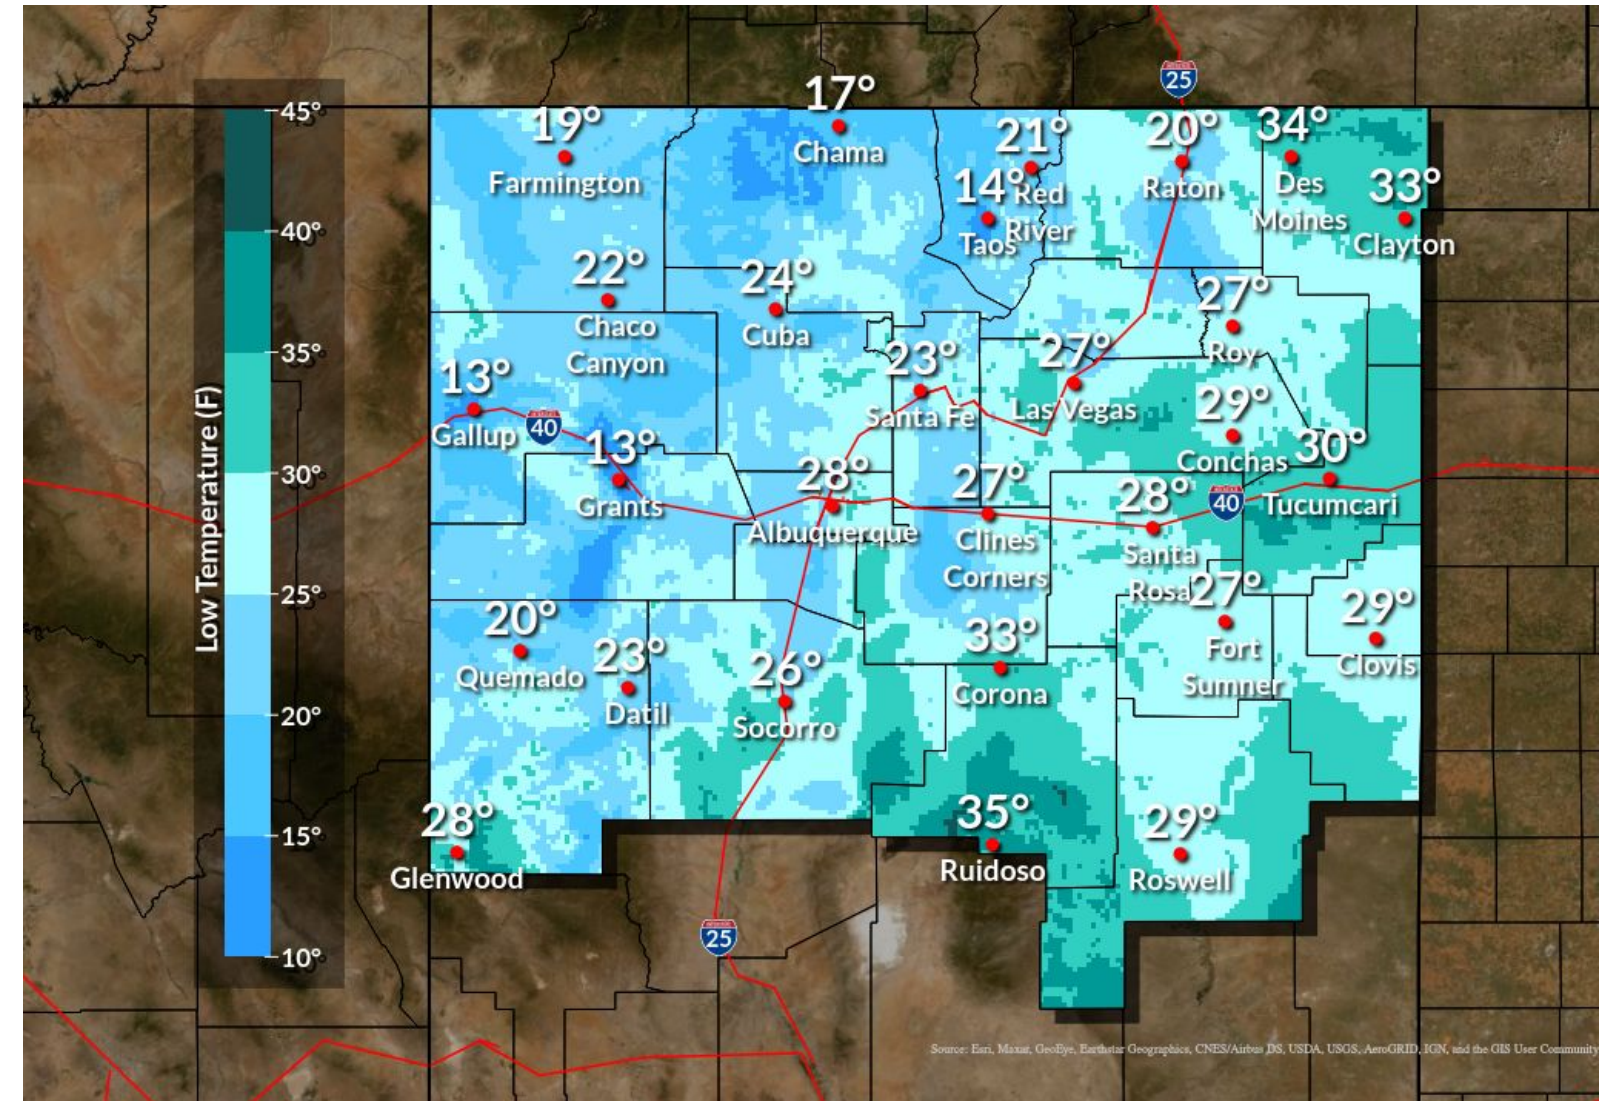 Low Temperature (F)
45°
40°
35°
30°
25°
20°
15°
10°
17°
Chama
19°
Farmington
21°
Red
River
14°
Taos
25
20°
Raton
34°
Des
Moines
33°
Clayton
22°
Chaco
Canyon
24°
Cuba
27°
Roy
23°
Santa Fe
27°
Las Vegas
13°
Gallup
40
13°
Grants
29°
Conchas
30°
Tucumcari
28°
Albuquerque
27°
Clines
Corners
28°
Santa
Rosa
40
27°
Fort
Sumner
29°
Clovis
20°
Quemado
23°
Datil
26°
Socorro
33°
Corona
28°
Glenwood
35°
Ruidoso
29°
Roswell
25
Source: Esri, Maxar, GeoEye, Earthstar Geographics, CNES/Airbus DS, USDA, USGS, AeroGRID, IGN, and the GIS User Community